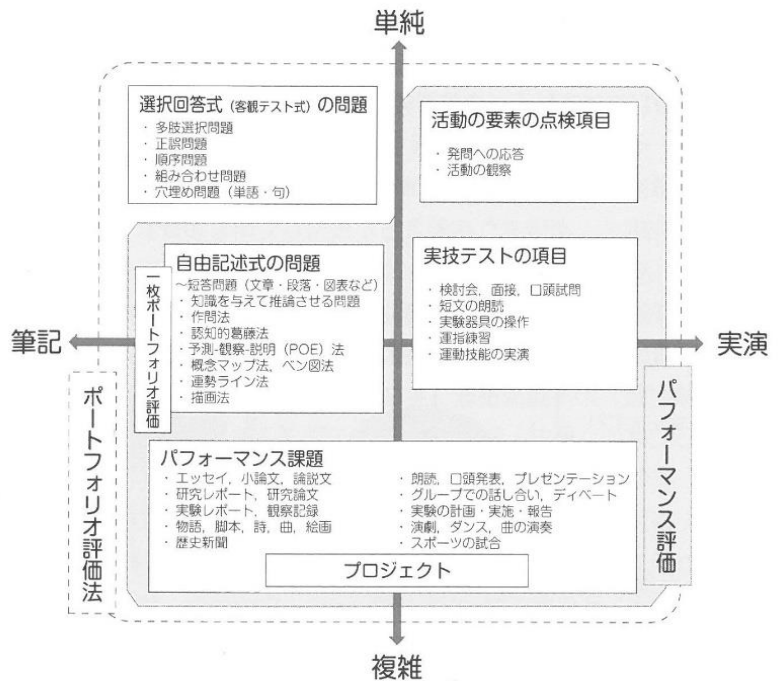 単純
選択回答式（客観テスト式）の問題
・多肢選択問題
・正誤問題
・順序問題
・組み合わせ問題
・穴埋め問題（単語・句）
活動の要素の点検項目
・発問への応答
・活動の観察
自由記述式の問題
～短答問題（文章・段落・図表など）
・知識を与えて推論させる問題
・作問法
・認知的葛藤法
・予測-観察-説明（POE）法
・概念マップ法，ベン図法
・運勢ライン法
・描画法
一枚ポートフォリオ評価
実技テストの項目
・検討会，面接，口頭試問
・短文の朗読
・実験器具の操作
・運指練習
・運動技能の実演
筆記
実演
ポートフォリオ評価法
パフォーマンス評価
パフォーマンス課題
・エッセイ，小論文，論説文
・研究レポート，研究論文
・実験レポート，観察記録
・物語，脚本，詩，曲，絵画
・歴史新聞
・朗読，口頭発表，プレゼンテーション
・グループでの話し合い，ディベート
・実験の計画・実施・報告
・演劇，ダンス，曲の演奏
・スポーツの試合
プロジェクト
複雑